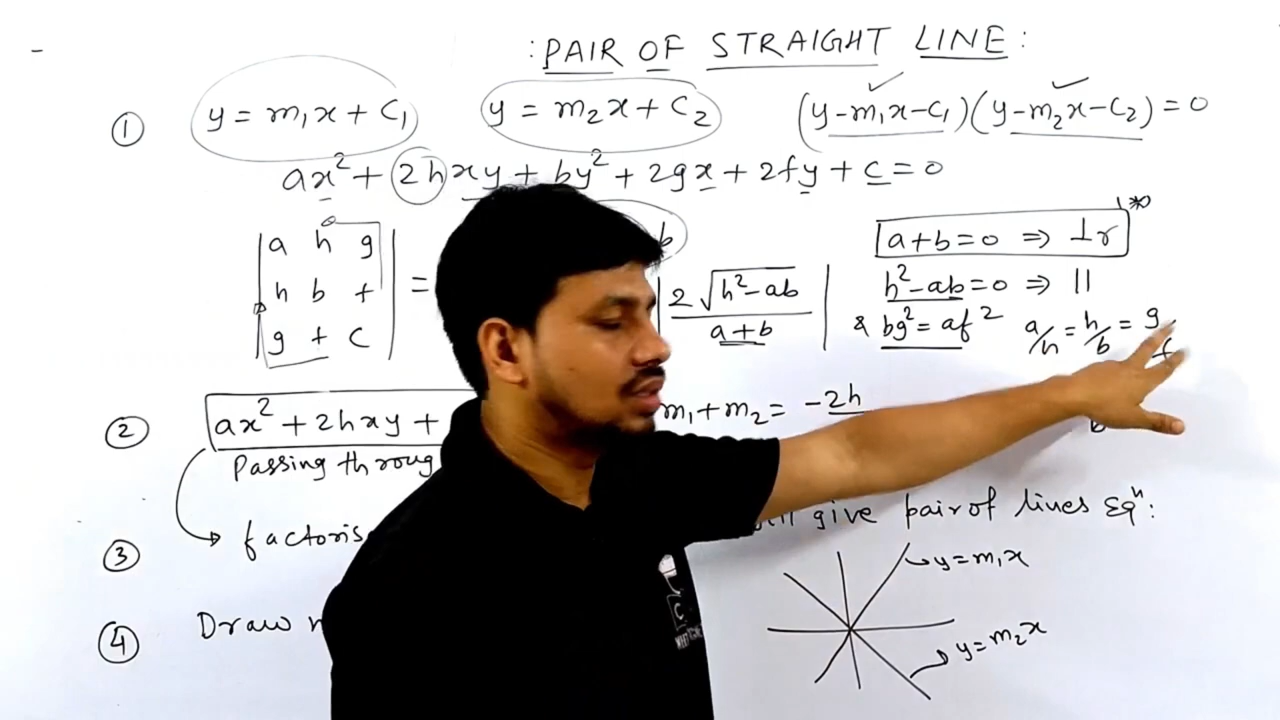 : PAIR OF STRAIGHT LINE :
① y = m₁x + C₁ y = m₂x + C₂ (y-m₁x-C₁)(y-m₂x-C₂) = 0
ax² + 2hxy + by² + 2gx + 2fy + c = 0
a+b=0 ⇒ ⊥r
|a h g| b
|h b f| = |2√(h²-ab) / a+b| h²-ab=0 ⇒ ||
|g f c| & bg² = af² a/h = h/b = g/f
② ax² + 2hxy + m₁+m₂ = -2h
Passing throug
③ factoris give pair of lines Eqⁿ:
y=m₁x
④ Draw
y=m₂x